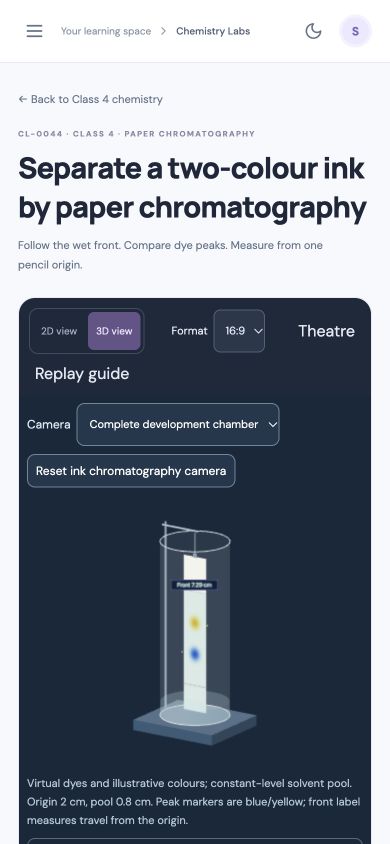 Your learning space > Chemistry Labs
S
← Back to Class 4 chemistry
CL-0044 · CLASS 4 · PAPER CHROMATOGRAPHY
Separate a two-colour ink
by paper chromatography
Follow the wet front. Compare dye peaks. Measure from one
pencil origin.
2D view 3D view Format 16:9 Theatre
Replay guide
Camera Complete development chamber
Reset ink chromatography camera
Front 7.29 cm
Virtual dyes and illustrative colours; constant-level solvent pool.
Origin 2 cm, pool 0.8 cm. Peak markers are blue/yellow; front label
measures travel from the origin.